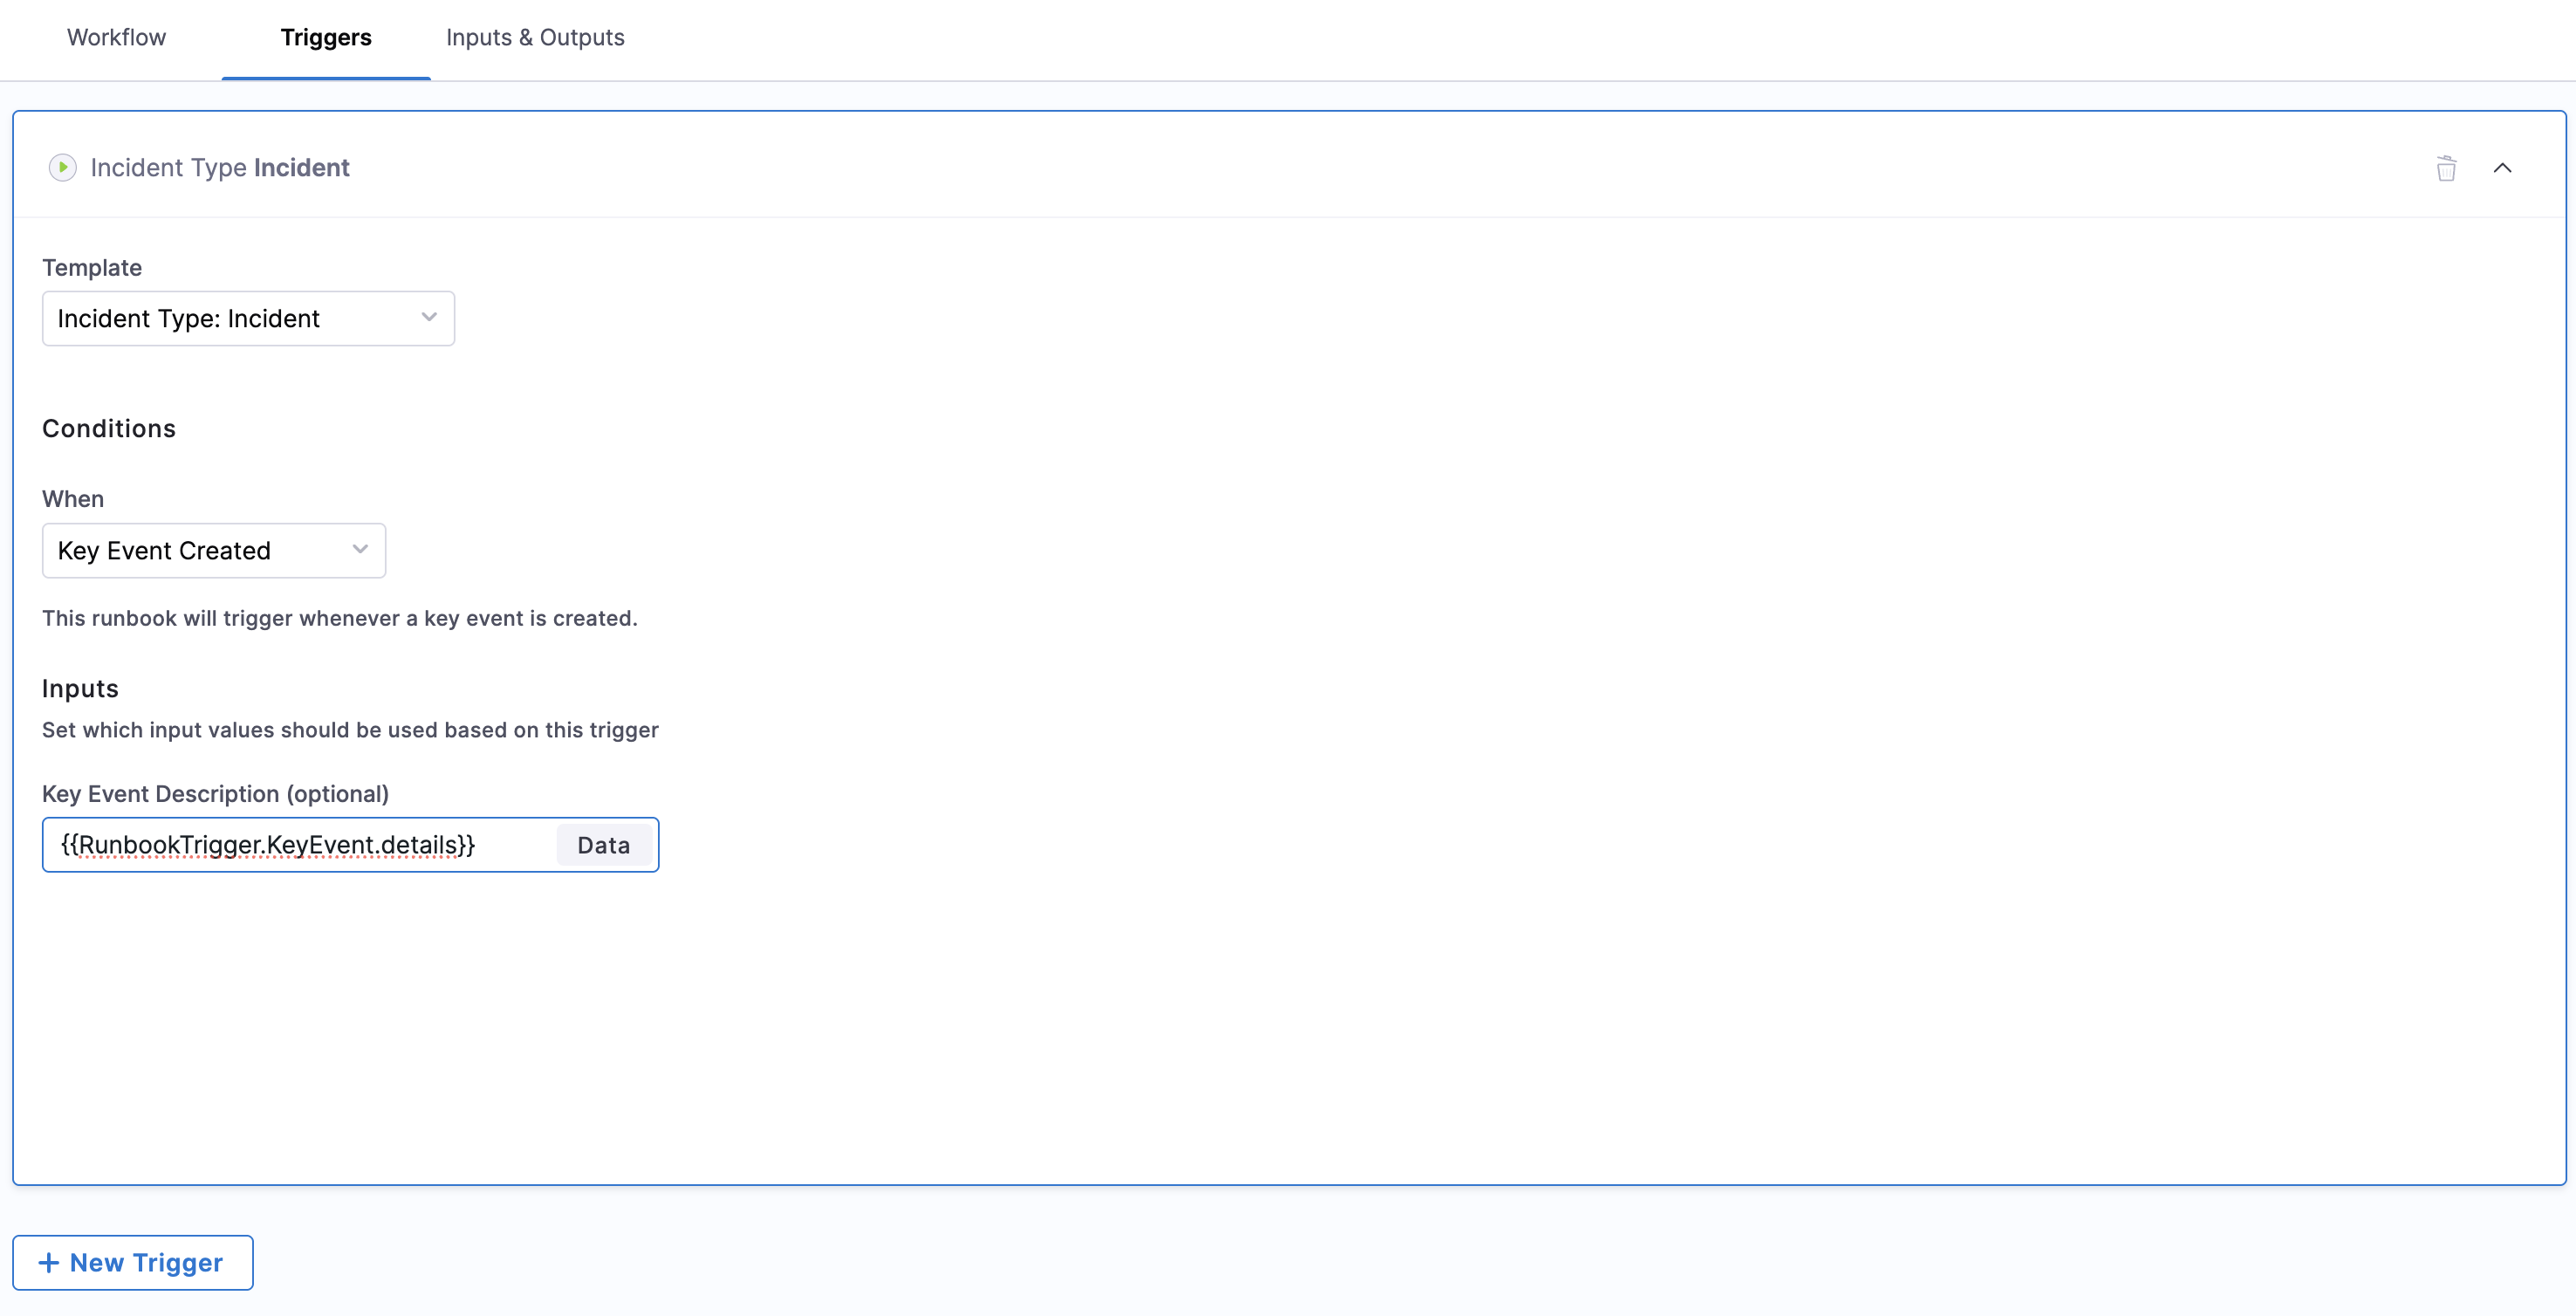 Workflow
Triggers
Inputs & Outputs
Incident Type Incident
Template
Incident Type: Incident
Conditions
When
Key Event Created
This runbook will trigger whenever a key event is created.
Inputs
Set which input values should be used based on this trigger
Key Event Description (optional)
{{RunbookTrigger.KeyEvent.details}}
Data
+ New Trigger